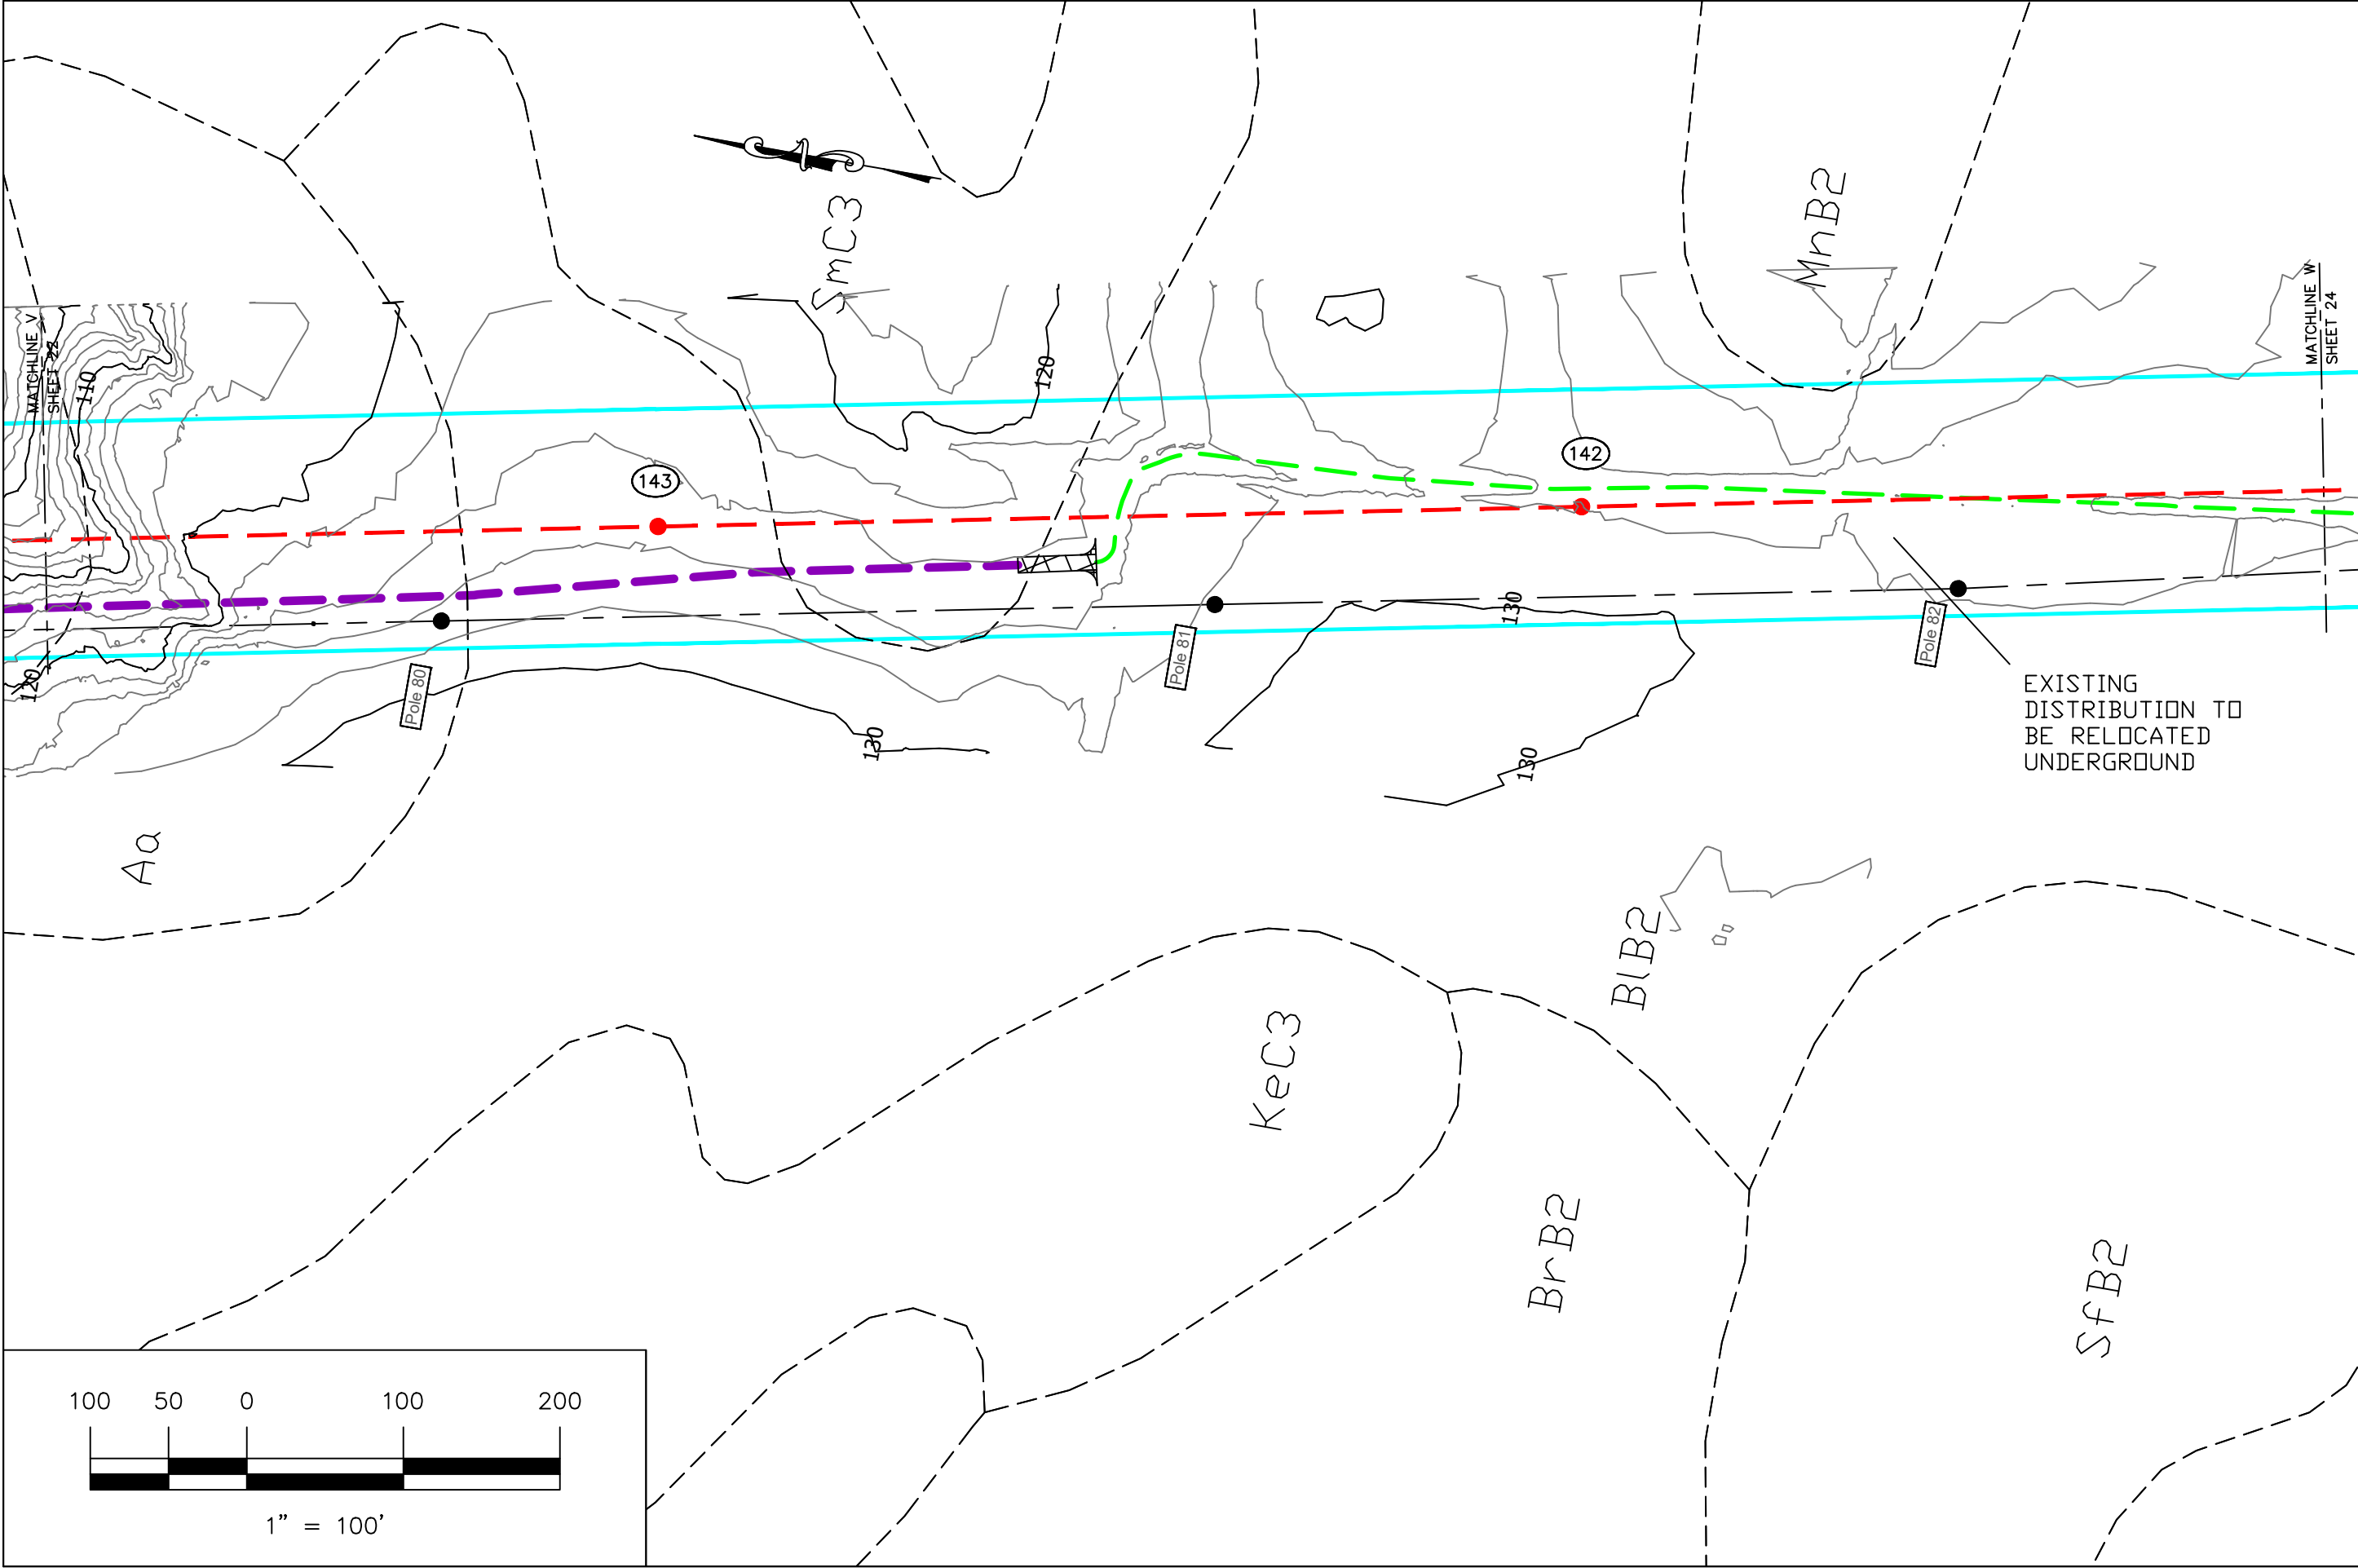 MnB2
SmC3
MATCHLINE W
SHEET 24
MATCHLINE V
SHEET 22
110
120
142
143
130
Pole 82
Pole 81
Pole 80
120
130
130
EXISTING
DISTRIBUTION TO
BE RELOCATED
UNDERGROUND
Aa
BlB2
KeC3
BrB2
SfB2
100 50 0 100 200
1" = 100'